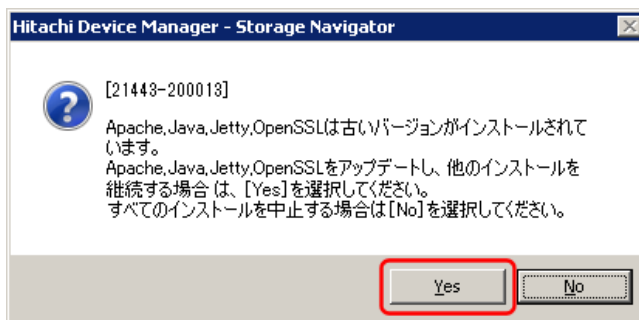 Hitachi Device Manager - Storage Navigator
[21443-200013]
Apache,Java,Jetty,OpenSSLは古いバージョンがインストールされて
います。
Apache,Java,Jetty,OpenSSLをアップデートし、他のインストールを
継続する場合 は、[Yes]を選択してください。
すべてのインストールを中止する場合は[No]を選択してください。
Yes
No